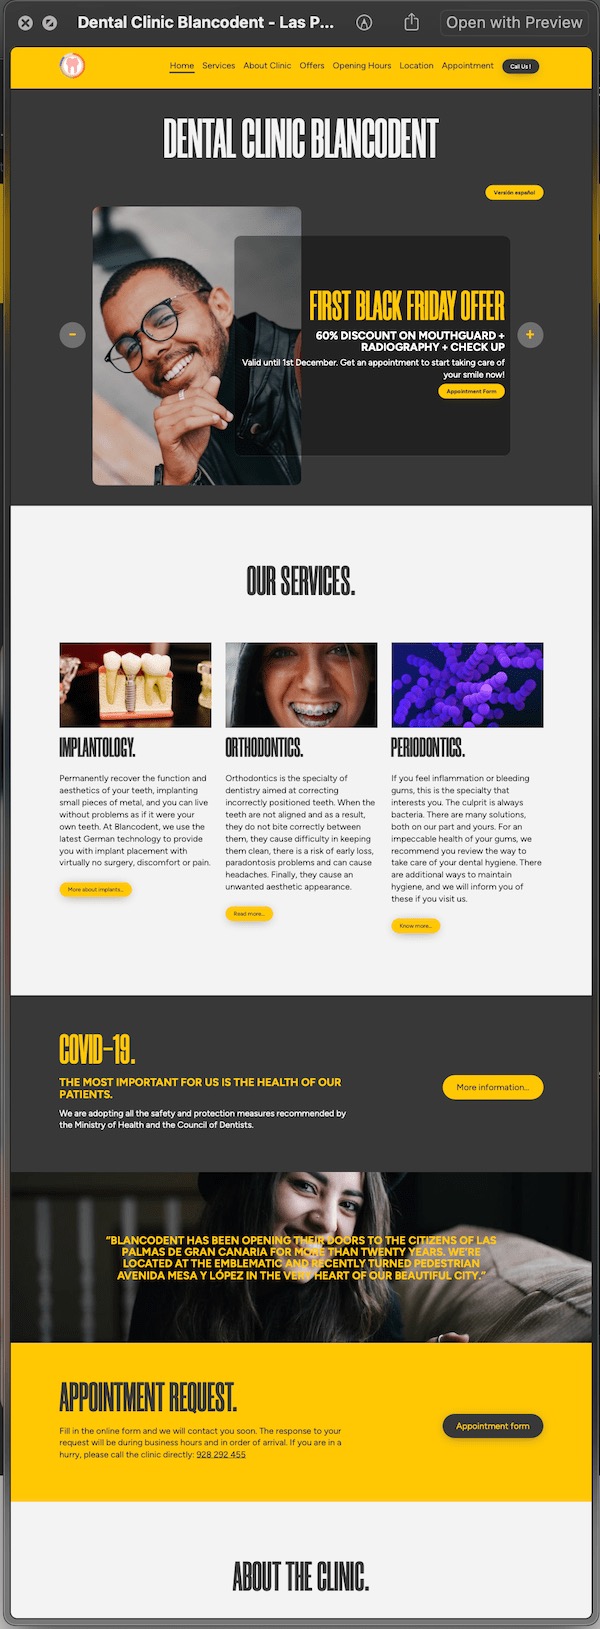 Dental Clinic Blancodent - Las P...
Open with Preview
Home Services About Clinic Offers Opening Hours Location Appointment Call Us !
DENTAL CLINIC BLANCODENT
Versión español
FIRST BLACK FRIDAY OFFER
60% DISCOUNT ON MOUTHGUARD +
RADIOGRAPHY + CHECK UP
Valid until 1st December. Get an appointment to start taking care of
your smile now!
Appointment Form
-
+
OUR SERVICES.
IMPLANTOLOGY.
Permanently recover the function and
aesthetics of your teeth, implanting
small pieces of metal, and you can live
without problems as if it were your
own teeth. At Blancodent, we use the
latest German technology to provide
you with implant placement with
virtually no surgery, discomfort or pain.
More about implants...
ORTHODONTICS.
Orthodontics is the specialty of
dentistry aimed at correcting
incorrectly positioned teeth. When the
teeth are not aligned and as a result,
they do not bite correctly between
them, they cause difficulty in keeping
them clean, there is a risk of early loss,
paradontosis problems and can cause
headaches. Finally, they cause an
unwanted aesthetic appearance.
Read more...
PERIODONTICS.
If you feel inflammation or bleeding
gums, this is the specialty that
interests you. The culprit is always
bacteria. There are many solutions,
both on our part and yours. For an
impeccable health of your gums, we
recommend you review the way to
take care of your dental hygiene. There
are additional ways to maintain
hygiene, and we will inform you of
these if you visit us.
Know more...
COVID-19.
THE MOST IMPORTANT FOR US IS THE HEALTH OF OUR
PATIENTS.
We are adopting all the safety and protection measures recommended by
the Ministry of Health and the Council of Dentists.
More information...
"BLANCODENT HAS BEEN OPENING THEIR DOORS TO THE CITIZENS OF LAS
PALMAS DE GRAN CANARIA FOR MORE THAN TWENTY YEARS. WE'RE
LOCATED AT THE EMBLEMATIC AND RECENTLY TURNED PEDESTRIAN
AVENIDA MESA Y LÓPEZ IN THE VERY HEART OF OUR BEAUTIFUL CITY."
APPOINTMENT REQUEST.
Fill in the online form and we will contact you soon. The response to your
request will be during business hours and in order of arrival. If you are in a
hurry, please call the clinic directly: 928 292 455
Appointment form
ABOUT THE CLINIC.